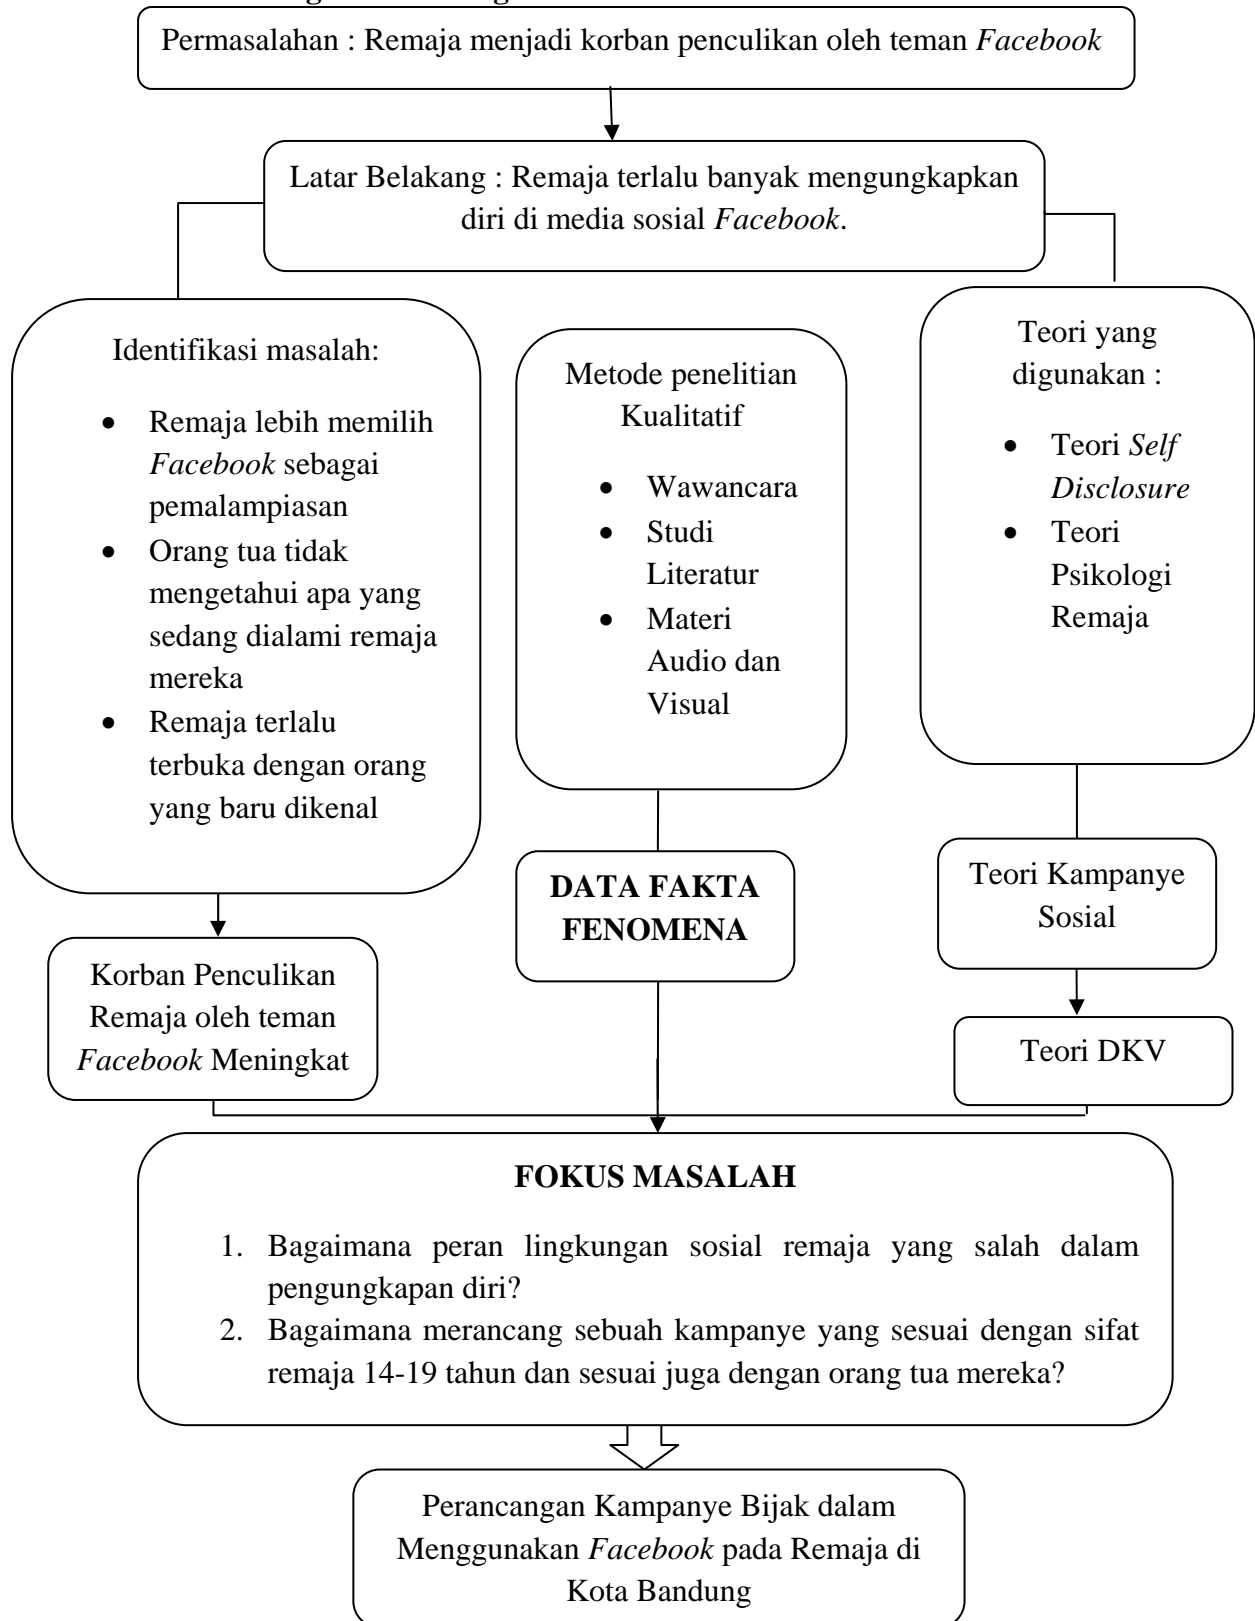 Permasalahan : Remaja menjadi korban penculikan oleh teman Facebook
Latar Belakang : Remaja terlalu banyak mengungkapkan
diri di media sosial Facebook.
Identifikasi masalah:
• Remaja lebih memilih
Facebook sebagai
pemalampiasan
• Orang tua tidak
mengetahui apa yang
sedang dialami remaja
mereka
• Remaja terlalu
terbuka dengan orang
yang baru dikenal
Metode penelitian
Kualitatif
• Wawancara
• Studi
Literatur
• Materi
Audio dan
Visual
Teori yang
digunakan :
• Teori Self
Disclosure
• Teori
Psikologi
Remaja
Korban Penculikan
Remaja oleh teman
Facebook Meningkat
DATA FAKTA
FENOMENA
Teori Kampanye
Sosial
Teori DKV
FOKUS MASALAH
1. Bagaimana peran lingkungan sosial remaja yang salah dalam
pengungkapan diri?
2. Bagaimana merancang sebuah kampanye yang sesuai dengan sifat
remaja 14-19 tahun dan sesuai juga dengan orang tua mereka?
Perancangan Kampanye Bijak dalam
Menggunakan Facebook pada Remaja di
Kota Bandung